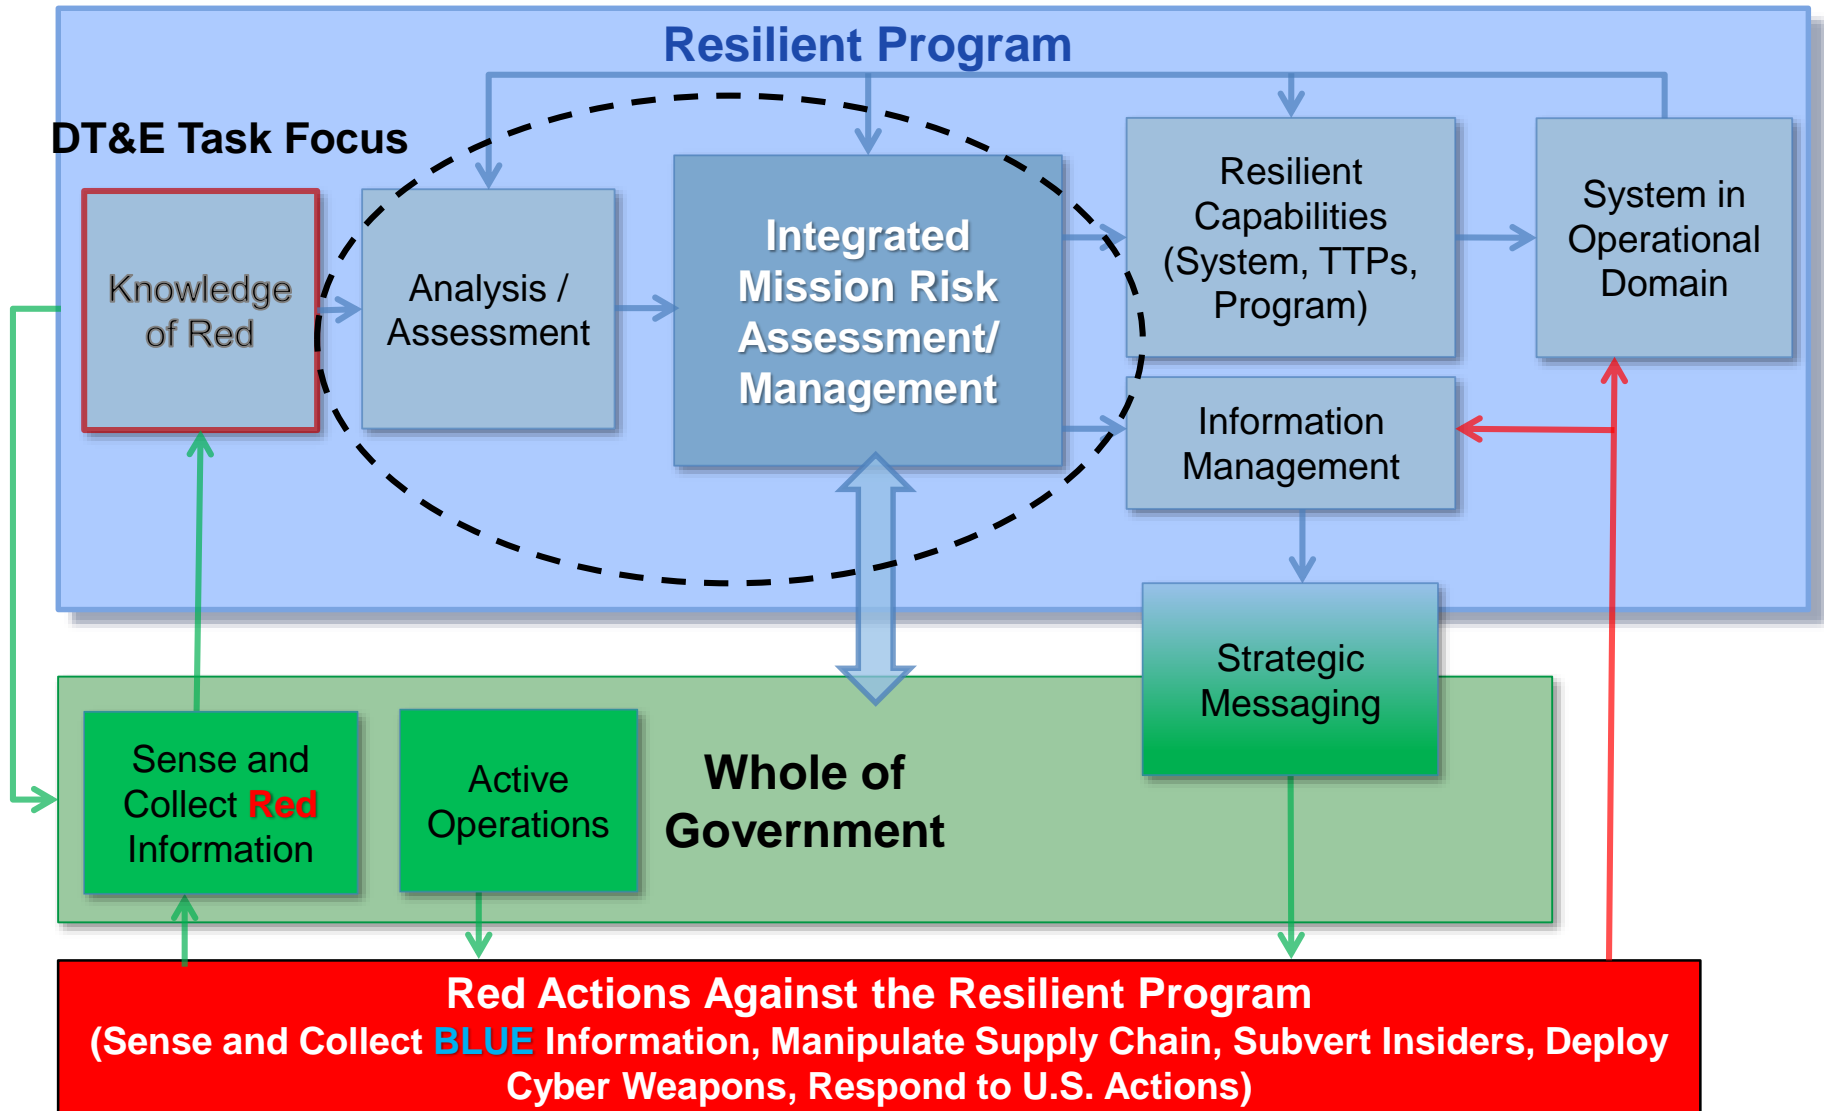 Resilient Program
DT&E Task Focus
Knowledge
of Red
Analysis /
Assessment
Integrated
Mission Risk
Assessment/
Management
Resilient
Capabilities
(System, TTPs,
Program)
System in
Operational
Domain
Information
Management
Strategic
Messaging
Sense and
Collect Red
Information
Active
Operations
Whole of
Government
Red Actions Against the Resilient Program
(Sense and Collect BLUE Information, Manipulate Supply Chain, Subvert Insiders, Deploy
Cyber Weapons, Respond to U.S. Actions)